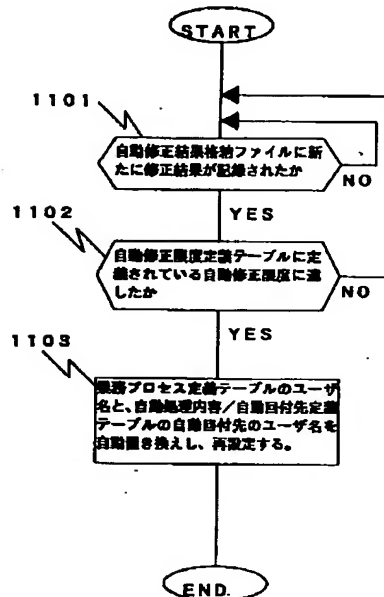 START
1101
自動修正結果格納ファイルに新
たに修正結果が記録されたか
NO
YES
1102
自動修正限度定義テーブルに定
義されている自動修正限度に達
したか
NO
YES
1103
業務プロセス定義テーブルのユーザ
名と、自動処理内容/自動日付先定義
テーブルの自動日付先のユーザ名を
自動置き換えし、再設定する。
END